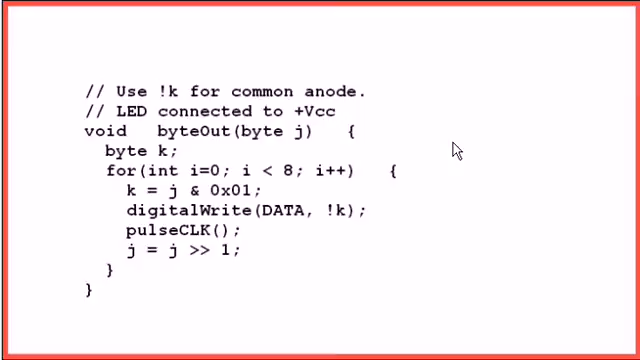 // Use !k for common anode.
// LED connected to +Vcc
void   byteOut(byte j)   {
  byte k;
  for(int i=0; i < 8; i++)   {
    k = j & 0x01;
    digitalWrite(DATA, !k);
    pulseCLK();
    j = j >> 1;
  }
}